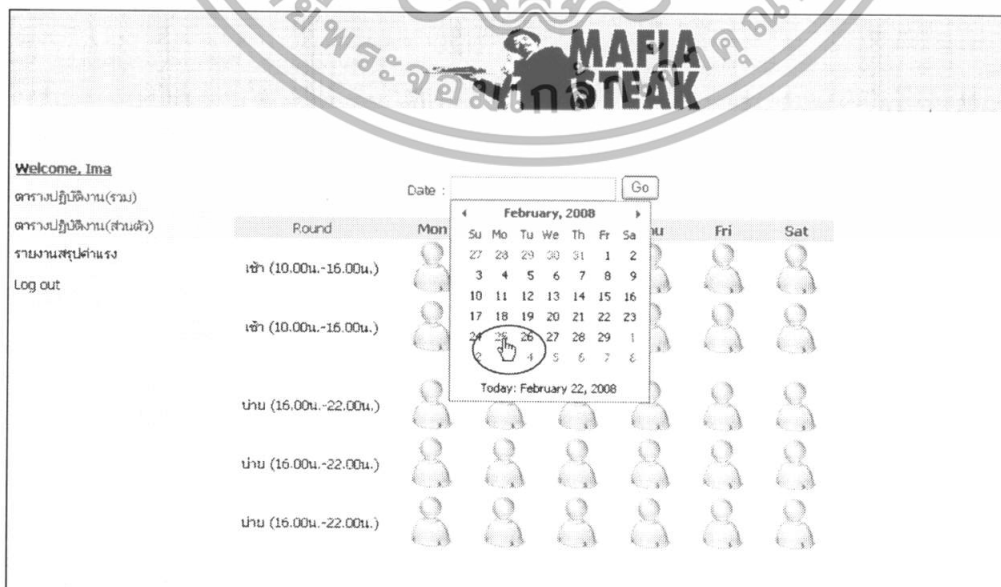 MAFIA
STEAK
Welcome, Ima
ตารางปฏิบัติงาน(รวม)
ตารางปฏิบัติงาน(ส่วนตัว)
รายงานสรุปค่าแรง
Log out
Date :
Go
February, 2008
Su Mo Tu We Th Fr Sa
27 28 29 30 31 1 2
3 4 5 6 7 8 9
10 11 12 13 14 15 16
17 18 19 20 21 22 23
24 25 26 27 28 29 1
2 4 5 6 7 8
Today: February 22, 2008
Round Mon Fri Sat
เช้า (10.00น.-16.00น.)
เช้า (10.00น.-16.00น.)
บ่าย (16.00น.-22.00น.)
บ่าย (16.00น.-22.00น.)
บ่าย (16.00น.-22.00น.)